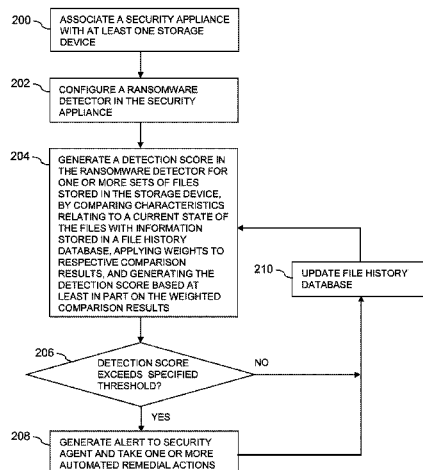 200
ASSOCIATE A SECURITY APPLIANCE
WITH AT LEAST ONE STORAGE
DEVICE
202
CONFIGURE A RANSOMWARE
DETECTOR IN THE SECURITY
APPLIANCE
204
GENERATE A DETECTION SCORE IN
THE RANSOMWARE DETECTOR FOR
ONE OR MORE SETS OF FILES
STORED IN THE STORAGE DEVICE,
BY COMPARING CHARACTERISTICS
RELATING TO A CURRENT STATE OF
THE FILES WITH INFORMATION
STORED IN A FILE HISTORY
DATABASE, APPLYING WEIGHTS TO
RESPECTIVE COMPARISON
RESULTS, AND GENERATING THE
DETECTION SCORE BASED AT
LEAST IN PART ON THE WEIGHTED
COMPARISON RESULTS
210
UPDATE FILE HISTORY
DATABASE
206
DETECTION SCORE
EXCEEDS SPECIFIED
THRESHOLD?
NO
YES
208
GENERATE ALERT TO SECURITY
AGENT AND TAKE ONE OR MORE
AUTOMATED REMEDIAL ACTIONS